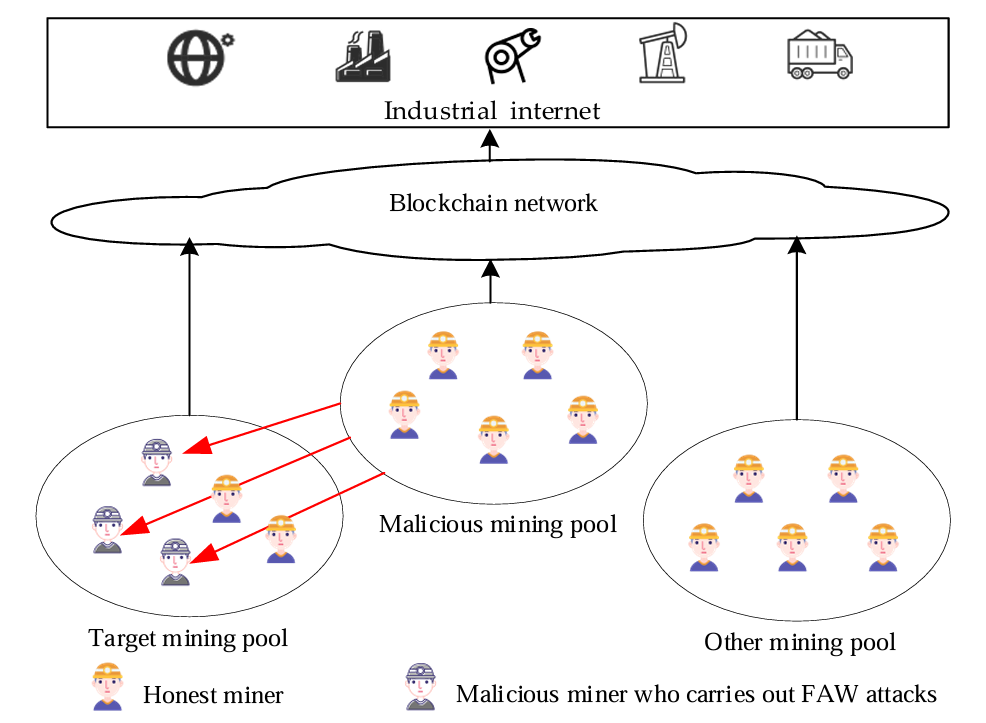 Industrial internet
Blockchain network
Malicious mining pool
Target mining pool
Other mining pool
Honest miner
Malicious miner who carries out FAW attacks